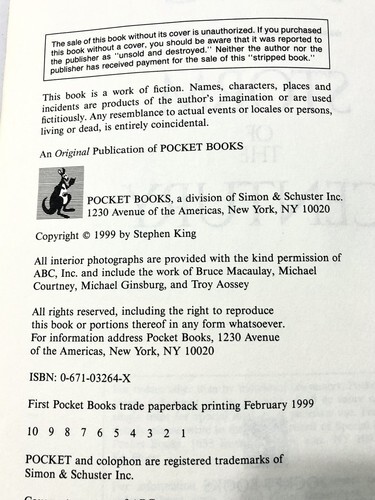 The sale of this book without its cover is unauthorized. If you purchased
this book without a cover, you should be aware that it was reported to
the publisher as "unsold and destroyed." Neither the author nor the
publisher has received payment for the sale of this "stripped book."
This book is a work of fiction. Names, characters, places and
incidents are products of the author's imagination or are used
fictitiously. Any resemblance to actual events or locales or persons,
living or dead, is entirely coincidental.
An Original Publication of POCKET BOOKS
POCKET BOOKS, a division of Simon & Schuster Inc.
1230 Avenue of the Americas, New York, NY 10020
Copyright © 1999 by Stephen King
All interior photographs are provided with the kind permission of
ABC, Inc. and include the work of Bruce Macaulay, Michael
Courtney, Michael Ginsburg, and Troy Aossey
All rights reserved, including the right to reproduce
this book or portions thereof in any form whatsoever.
For information address Pocket Books, 1230 Avenue
of the Americas, New York, NY 10020
ISBN: 0-671-03264-X
First Pocket Books trade paperback printing February 1999
10 9 8 7 6 5 4 3 2 1
POCKET and colophon are registered trademarks of
Simon & Schuster Inc.